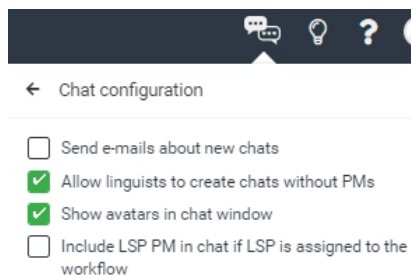 ?
Chat configuration
Send e-mails about new chats
Allow linguists to create chats without PMs
Show avatars in chat window
Include LSP PM in chat if LSP is assigned to the
workflow